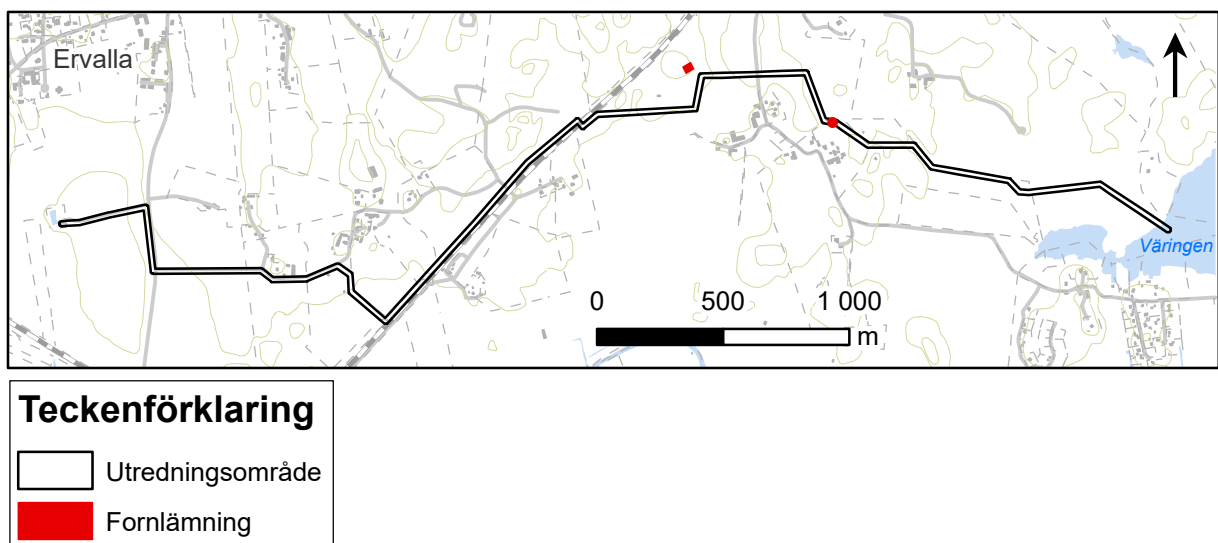 Ervalla
Väringen
0 500 1 000
m
Teckenförklaring
Utredningsområde
Fornlämning